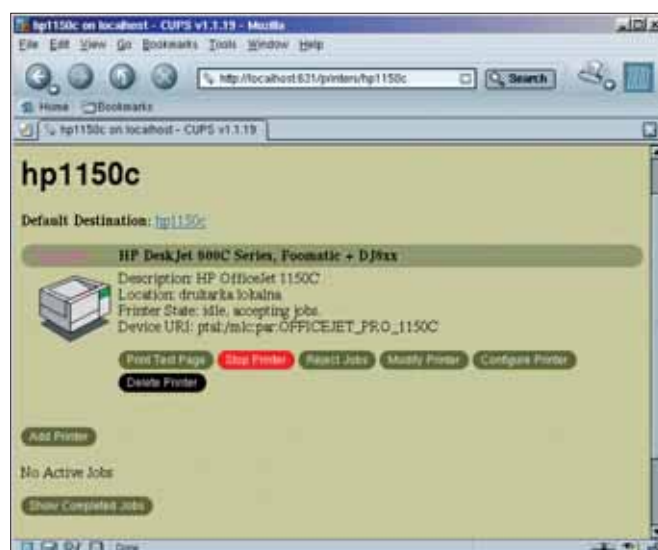 hp1150c on localhost - CUPS v1.1.19 - Mozilla
File Edit View Go Bookmarks Tools Window Help
http://localhost:631/printers/hp1150c Search
Home Bookmarks
hp1150c on localhost - CUPS v1.1.19
hp1150c
Default Destination: hp1150c
HP DeskJet 600C Series, Foomatic + DJ9xx
Description: HP OfficeJet 1150C
Location: drukarka lokalna
Printer State: idle, accepting jobs.
Device URI: ptal:/mlc:par:OFFICEJET_PRO_1150C
Print Test Page Stop Printer Reject Jobs Modify Printer Configure Printer
Delete Printer
Add Printer
No Active Jobs
Show Completed Jobs
Done